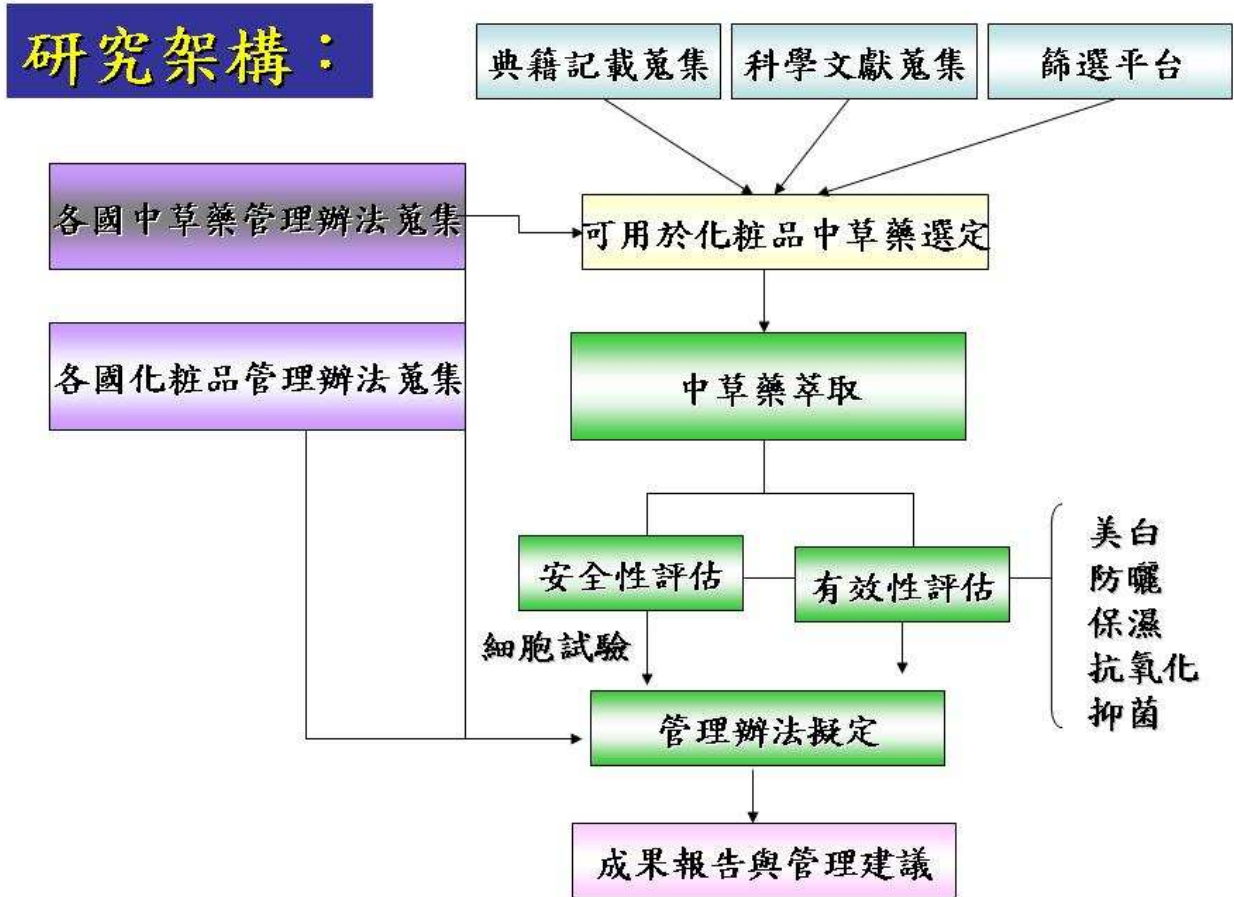 研究架構：
典籍記載蒐集
科學文獻蒐集
篩選平台
各國中草藥管理辦法蒐集
可用於化粧品中草藥選定
各國化粧品管理辦法蒐集
中草藥萃取
安全性評估
有效性評估
美白
防曬
保濕
抗氧化
抑菌
細胞試驗
管理辦法擬定
成果報告與管理建議